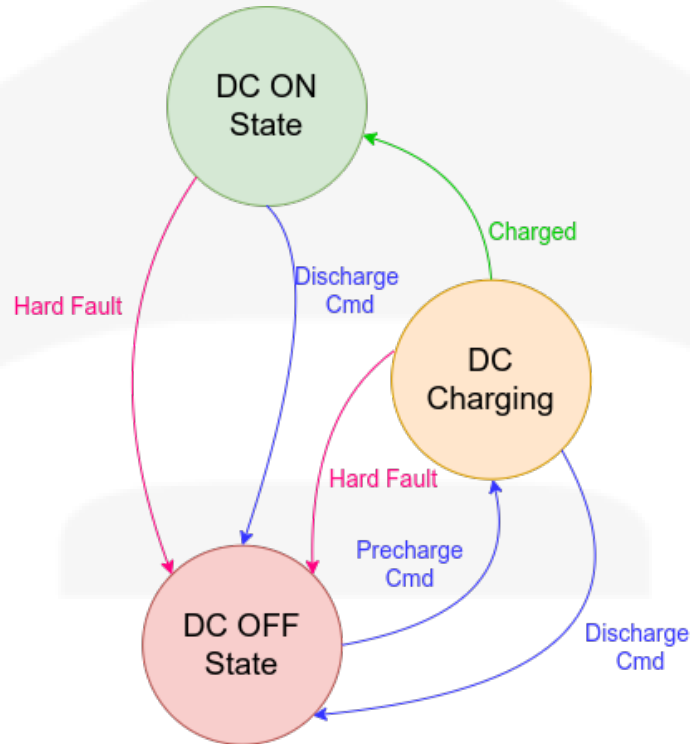 DC ON
State
Charged
Discharge
Cmd
Hard Fault
DC
Charging
Hard Fault
Precharge
Cmd
DC OFF
State
Discharge
Cmd